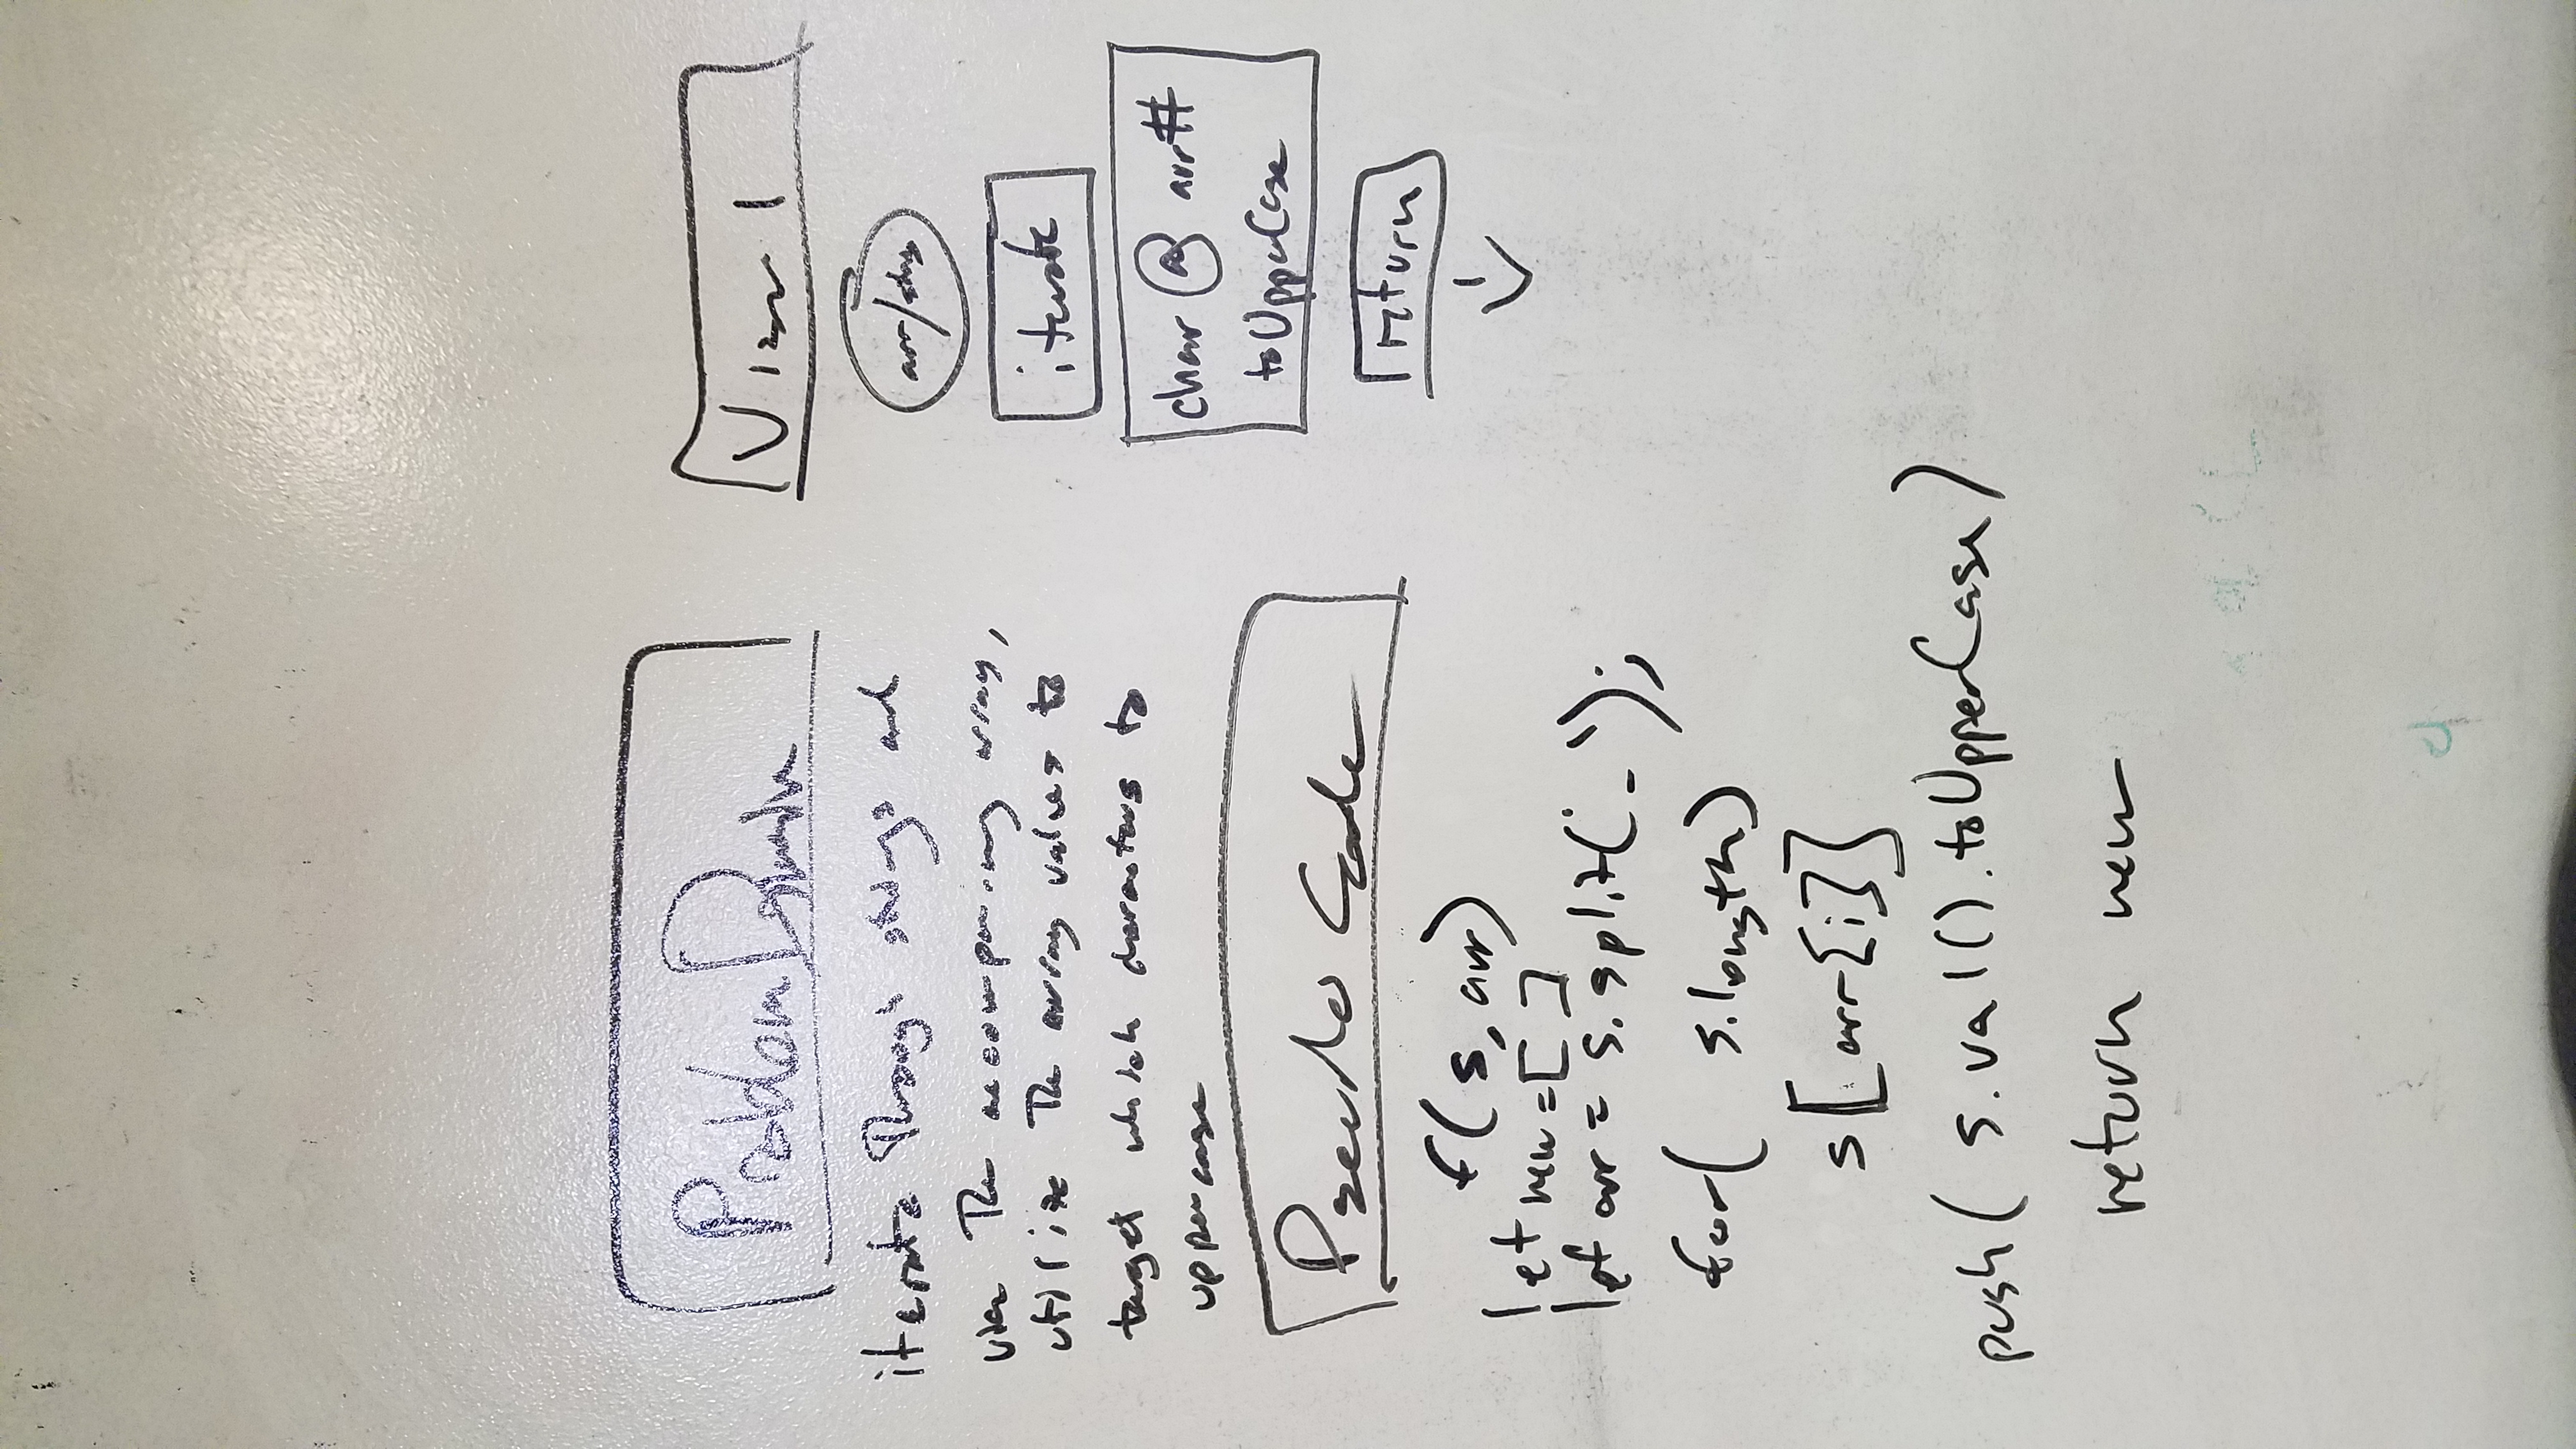 Problem Domain
iterate through strings and
via The accompanying array,
utilize The array values to
target which characters to
uppercase
Pseudo Code
f(s, arr)
let new = [ ]
let arr = s.split('_');
for( s.length)
s[arr[i]]
push( s.val().toUpperCase)
return new
arr/string
iterate
char @ arr#
toUpperCase
return